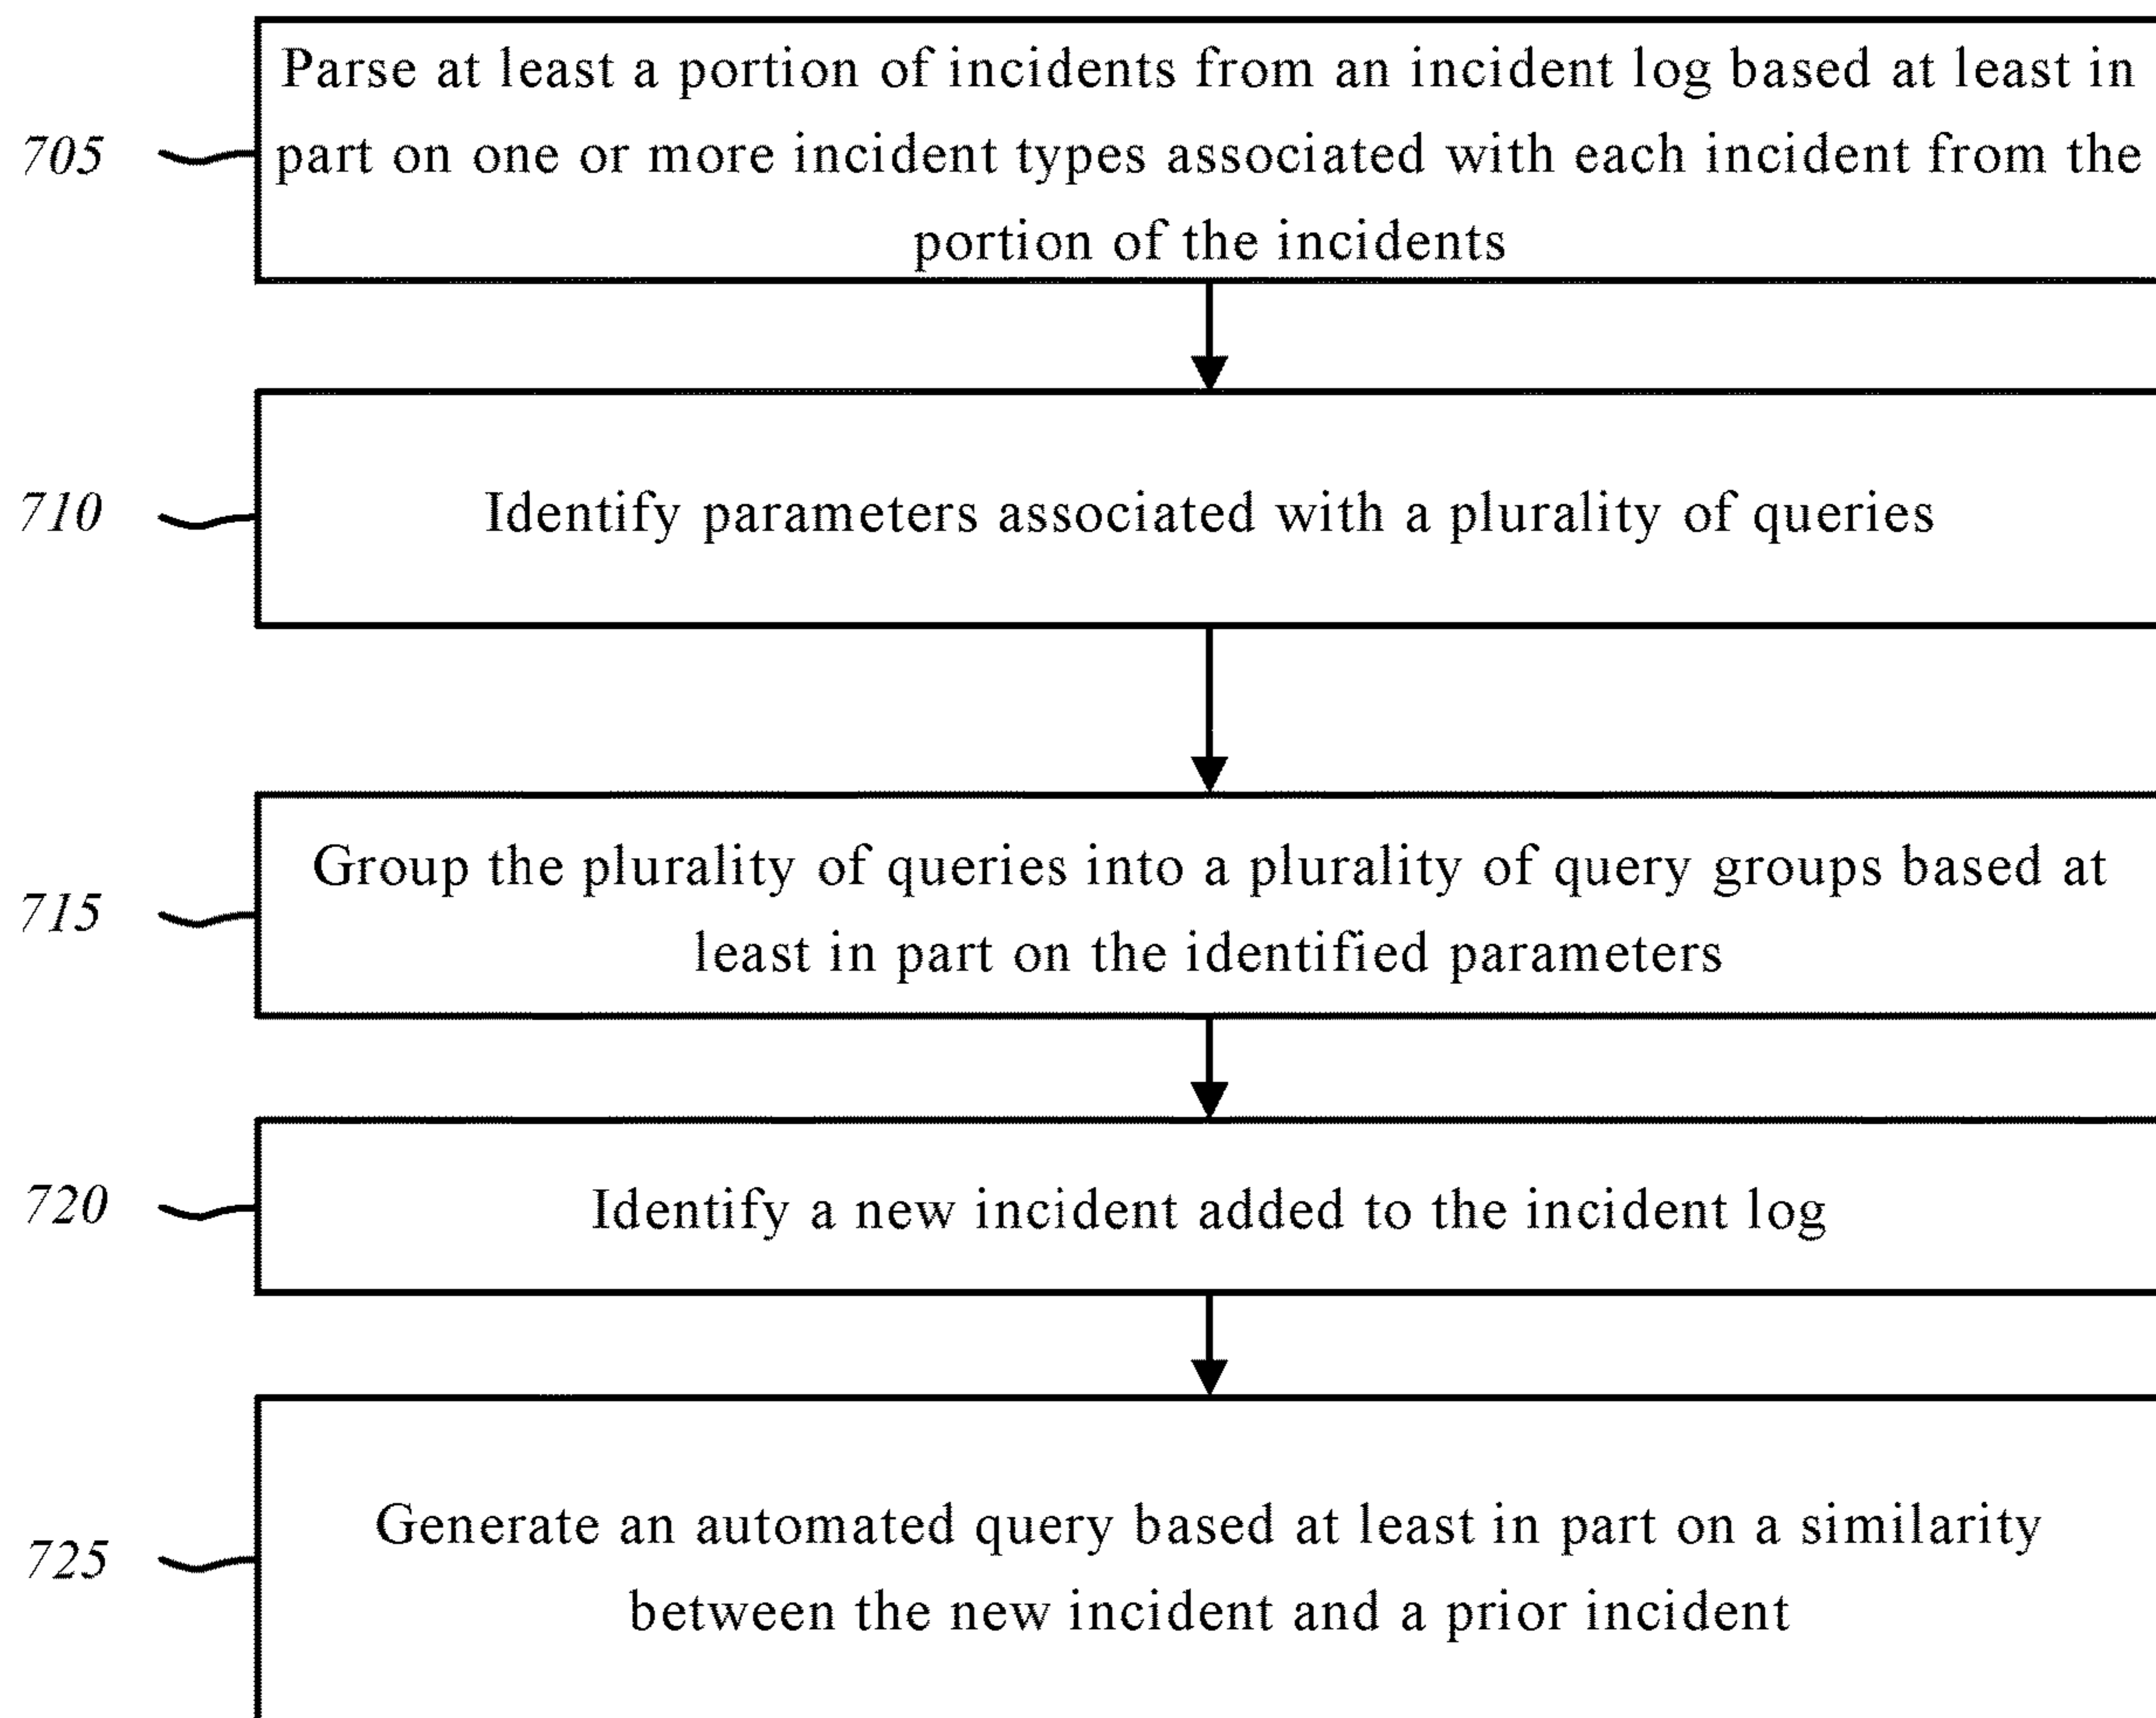 Parse at least a portion of incidents from an incident log based at least in
705 part on one or more incident types associated with each incident from the
portion of the incidents
710 Identify parameters associated with a plurality of queries
Group the plurality of queries into a plurality of query groups based at
715
least in part on the identified parameters
720 Identify a new incident added to the incident log
Generate an automated query based at least in part on a similarity
725
between the new incident and a prior incident